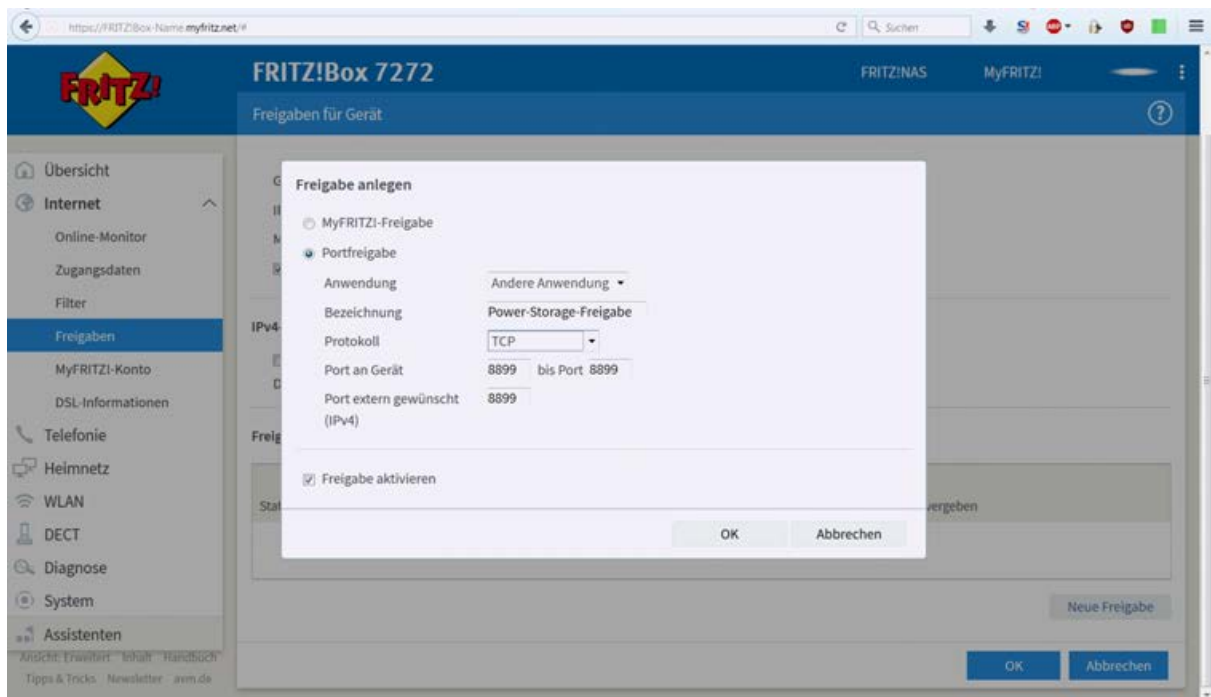 https://FRITZ!Box-Name.myfritz.net/#
Suchen
FRITZ!
FRITZ!Box 7272
FRITZ!NAS
MyFRITZ!
Freigaben für Gerät
Übersicht
Internet
Online-Monitor
Zugangsdaten
Filter
Freigaben
MyFRITZ!-Konto
DSL-Informationen
Telefonie
Heimnetz
WLAN
DECT
Diagnose
System
Assistenten
Ansicht: Erweitert Inhalt Handbuch
Tipps & Tricks Newsletter avm.de
IPv4-
Freig
Stat
Freigabe anlegen
MyFRITZ!-Freigabe
Portfreigabe
Anwendung Andere Anwendung
Bezeichnung Power-Storage-Freigabe
Protokoll TCP
Port an Gerät 8899 bis Port 8899
Port extern gewünscht 8899
(IPv4)
Freigabe aktivieren
OK Abbrechen
vergeben
Neue Freigabe
OK Abbrechen